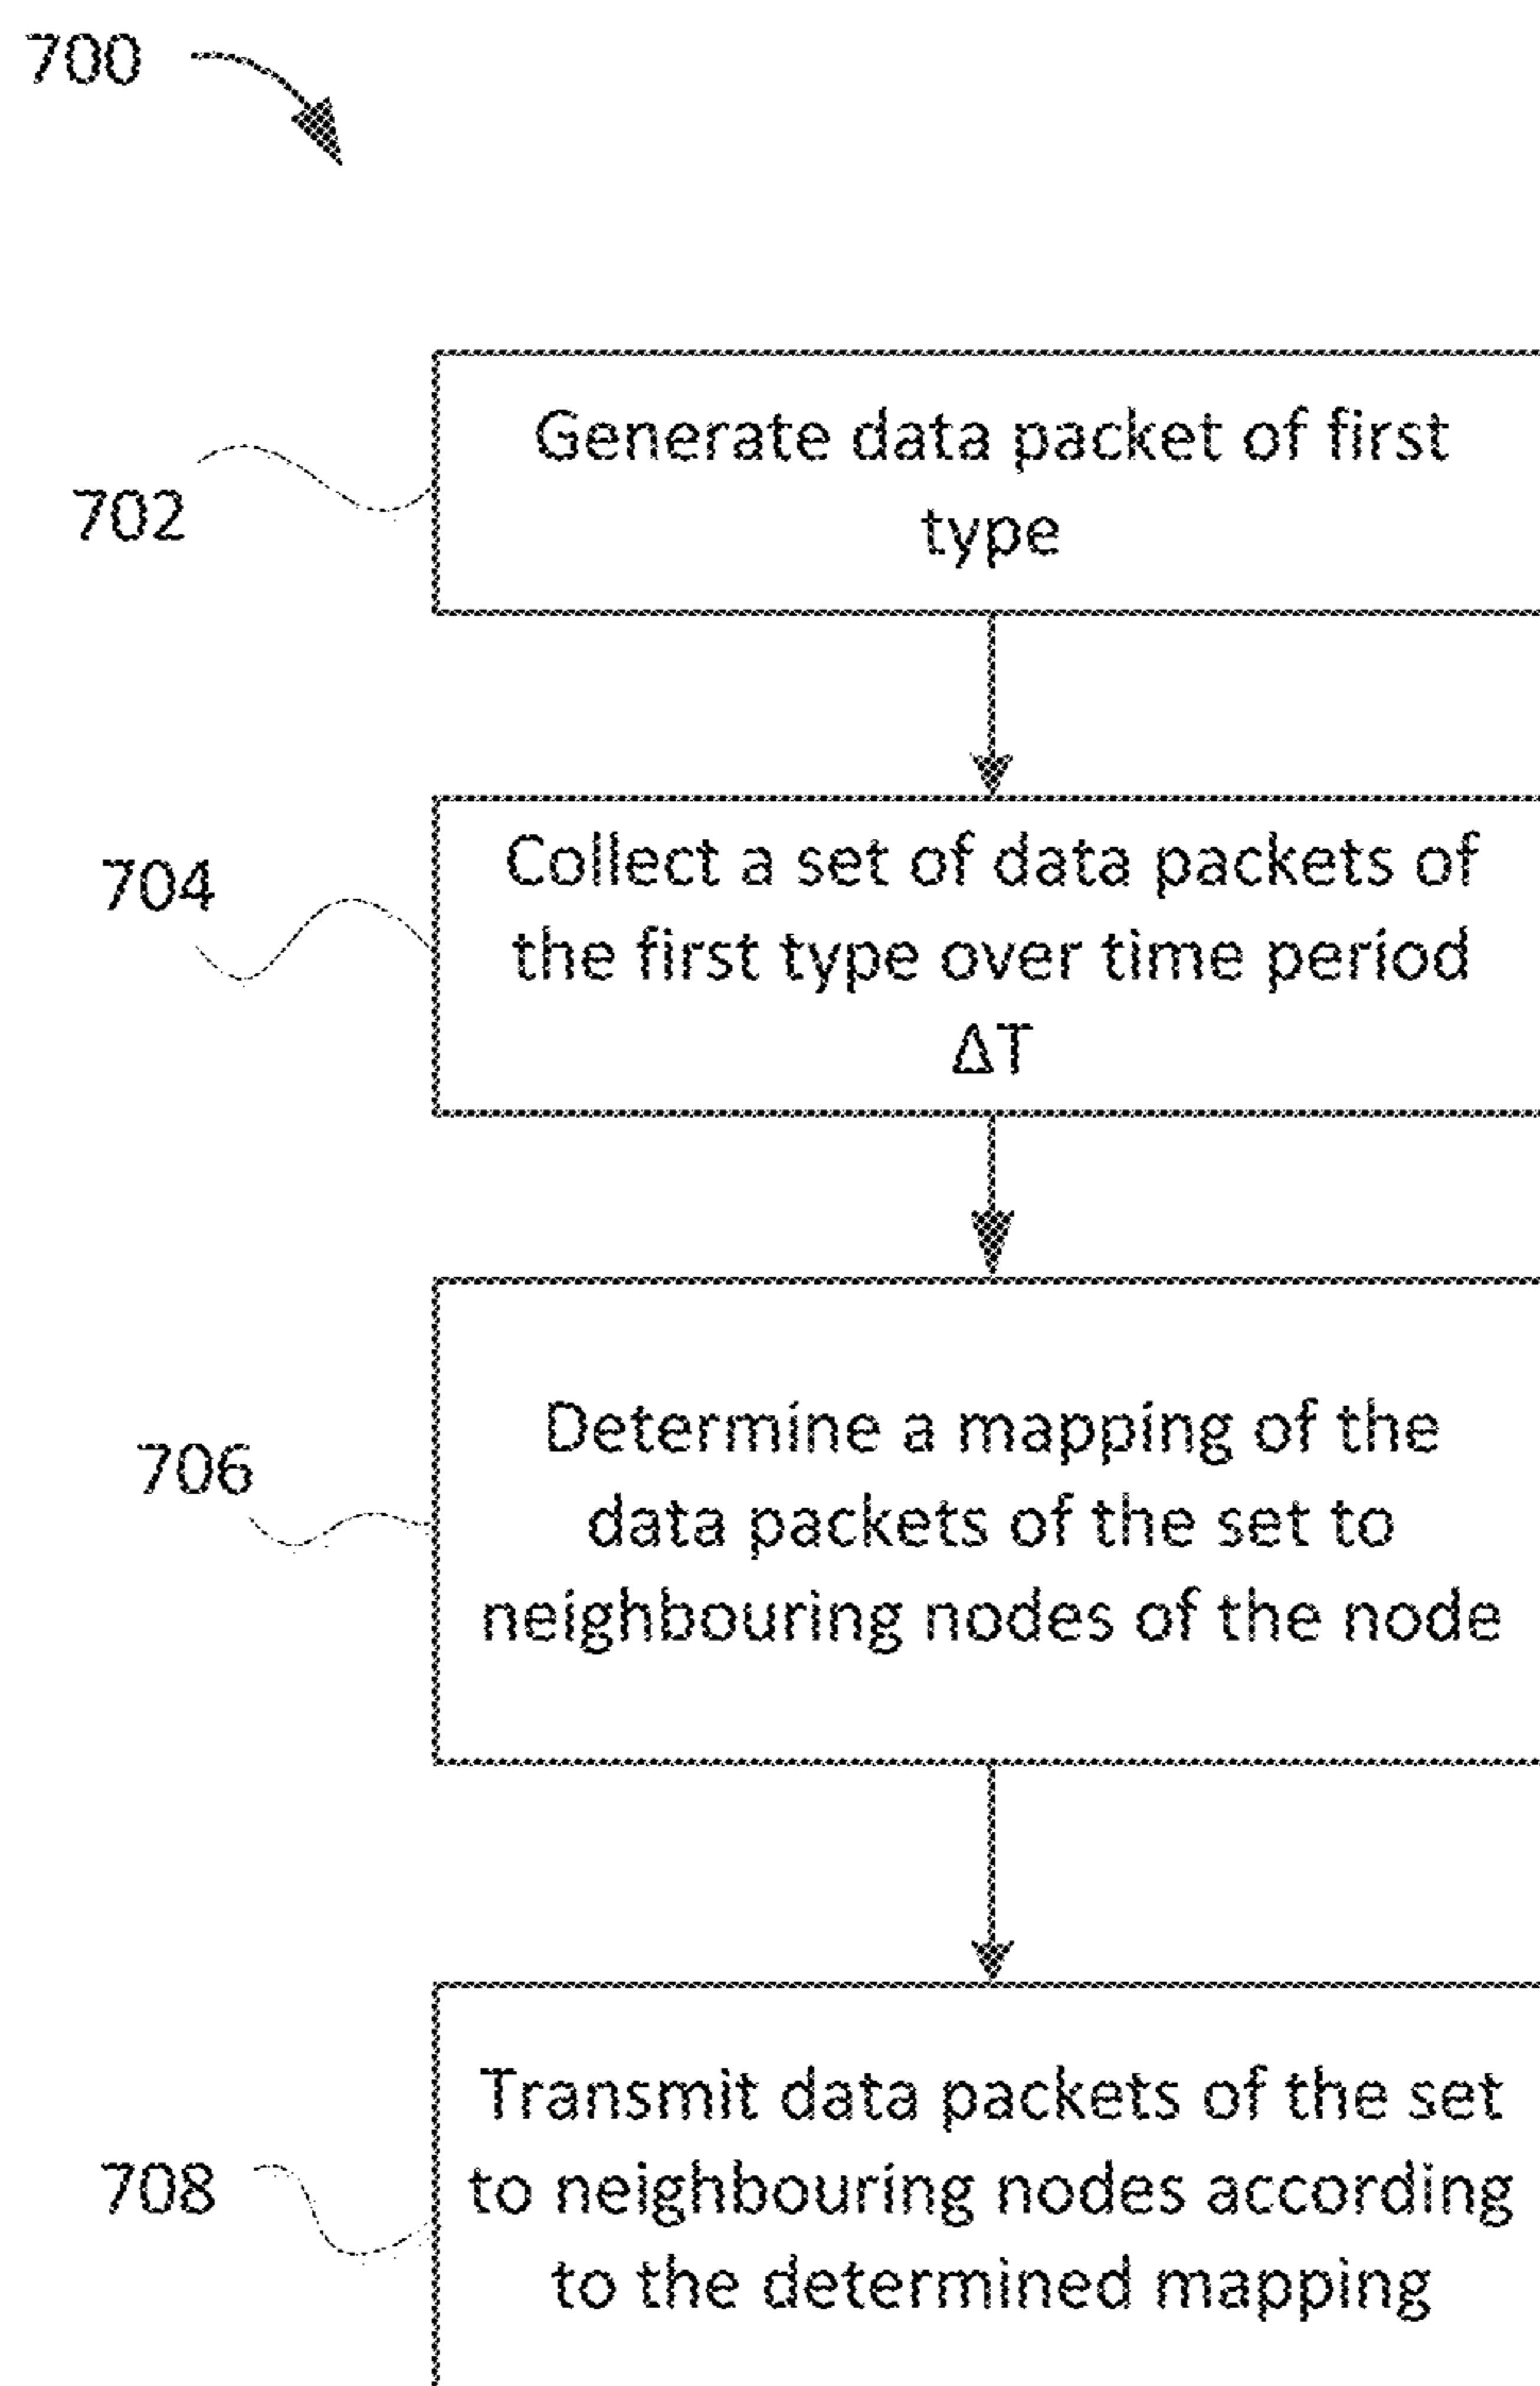 700
702
Generate data packet of first
type
704
Collect a set of data packets of
the first type over time period
ΔT
706
Determine a mapping of the
data packets of the set to
neighbouring nodes of the node
708
Transmit data packets of the set
to neighbouring nodes according
to the determined mapping